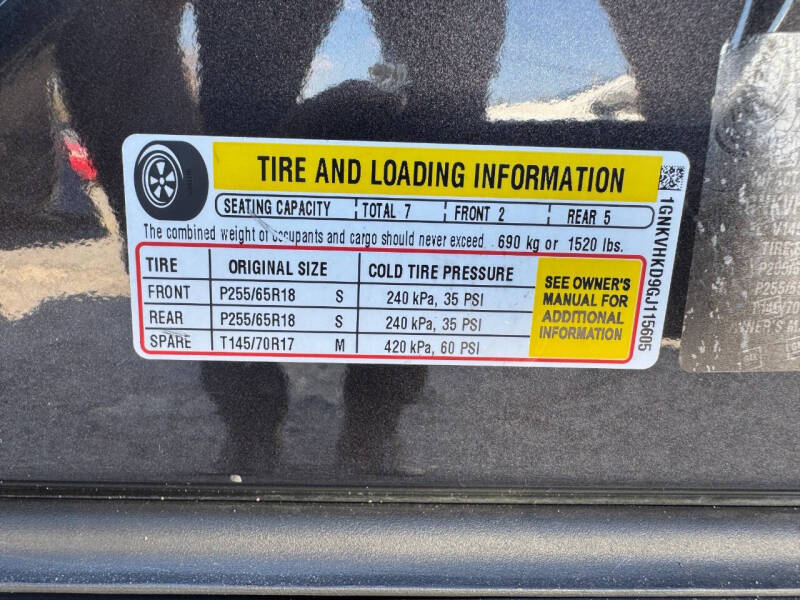 TIRE AND LOADING INFORMATION
SEATING CAPACITY TOTAL 7 FRONT 2 REAR 5
The combined weight of occupants and cargo should never exceed 690 kg or 1520 lbs.
TIRE ORIGINAL SIZE COLD TIRE PRESSURE
FRONT P255/65R18 S 240 kPa, 35 PSI
REAR P255/65R18 S 240 kPa, 35 PSI
SPARE T145/70R17 M 420 kPa, 60 PSI
SEE OWNER'S
MANUAL FOR
ADDITIONAL
INFORMATION
1GNKVHKD9GJ115605